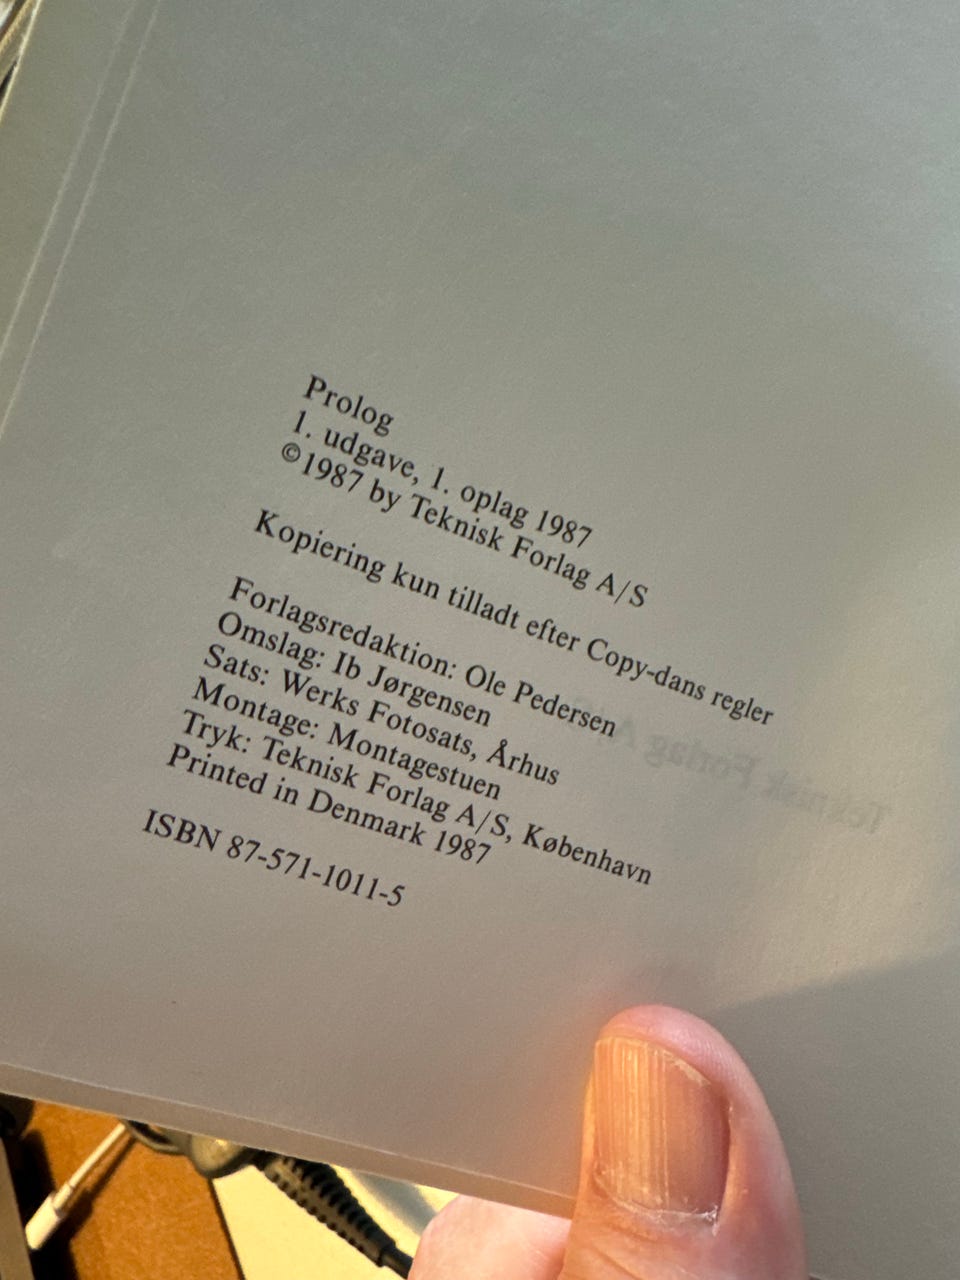 Prolog
1. udgave, 1. oplag 1987
©1987 by Teknisk Forlag A/S
Kopiering kun tilladt efter Copy-dans regler
Forlagsredaktion: Ole Pedersen
Omslag: Ib Jørgensen
Sats: Werks Fotosats, Århus
Montage: Montagestuen
Tryk: Teknisk Forlag A/S, København
Printed in Denmark 1987
ISBN 87-571-1011-5
Teknisk Forlag A/S